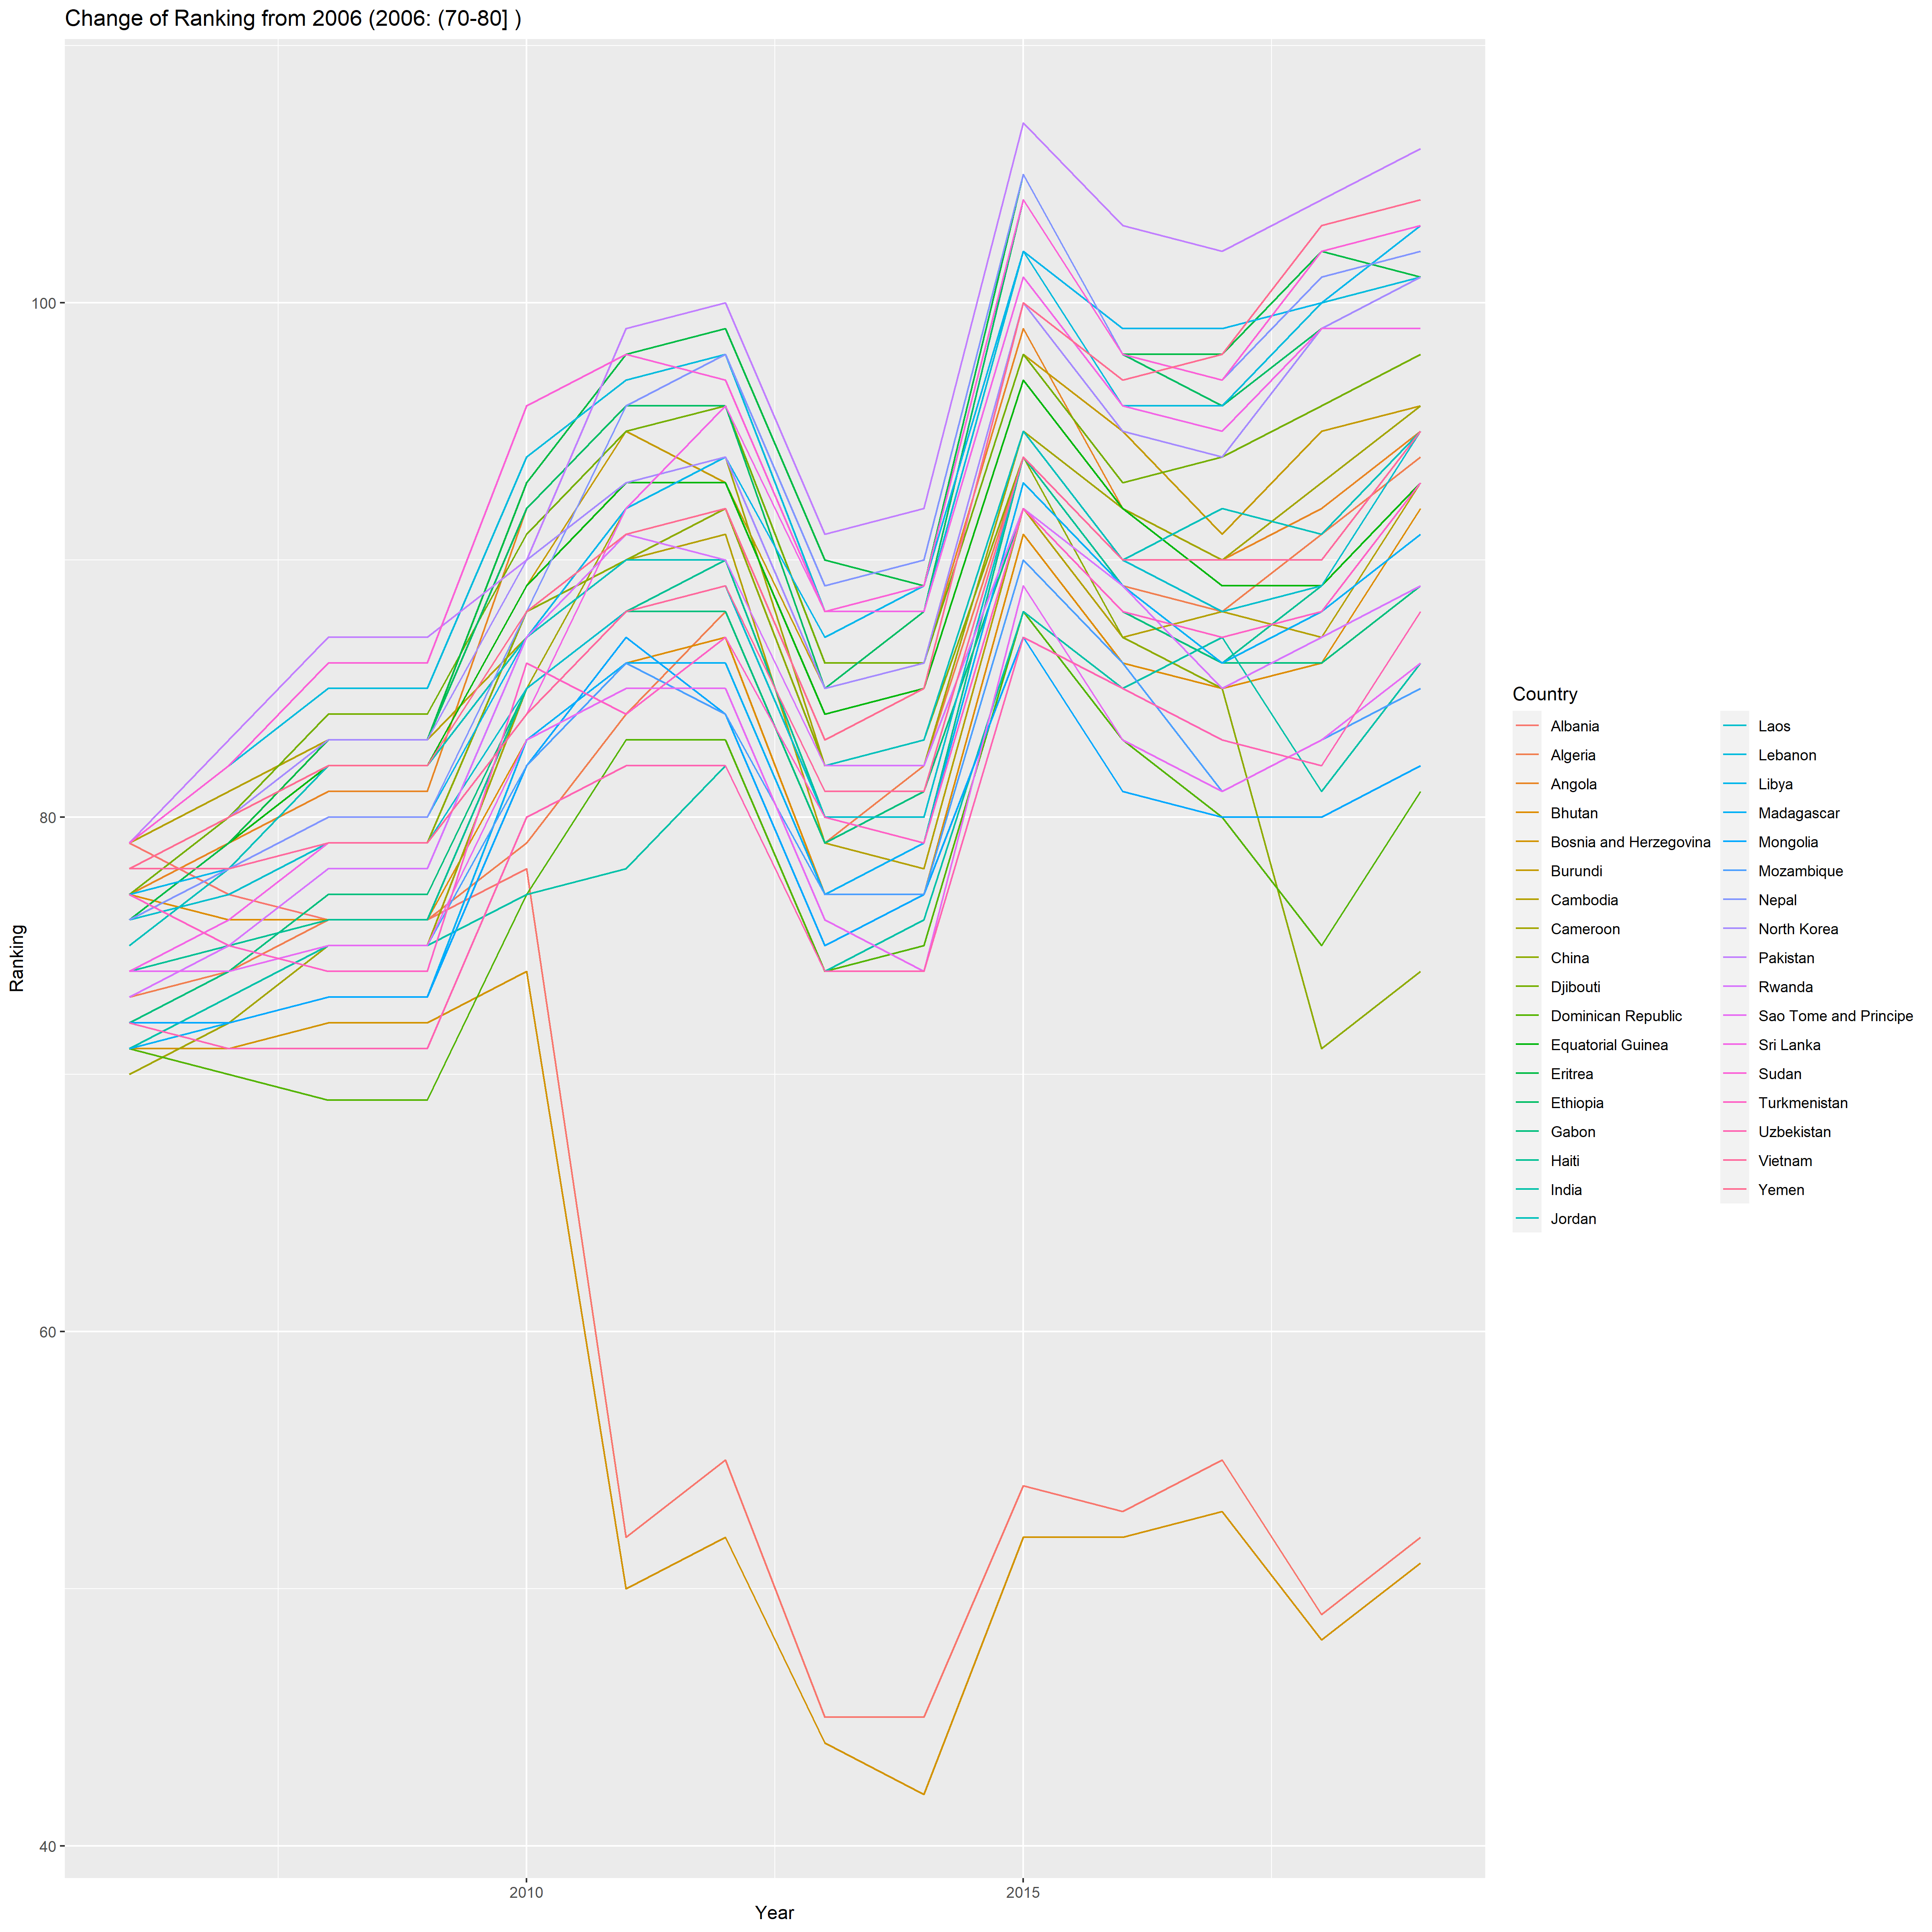 Change of Ranking from 2006 (2006: (70-80] )
100
80
60
40
Ranking
2010
2015
Year
Country
Albania
Algeria
Angola
Bhutan
Bosnia and Herzegovina
Burundi
Cambodia
Cameroon
China
Djibouti
Dominican Republic
Equatorial Guinea
Eritrea
Ethiopia
Gabon
Haiti
India
Jordan
Laos
Lebanon
Libya
Madagascar
Mongolia
Mozambique
Nepal
North Korea
Pakistan
Rwanda
Sao Tome and Principe
Sri Lanka
Sudan
Turkmenistan
Uzbekistan
Vietnam
Yemen